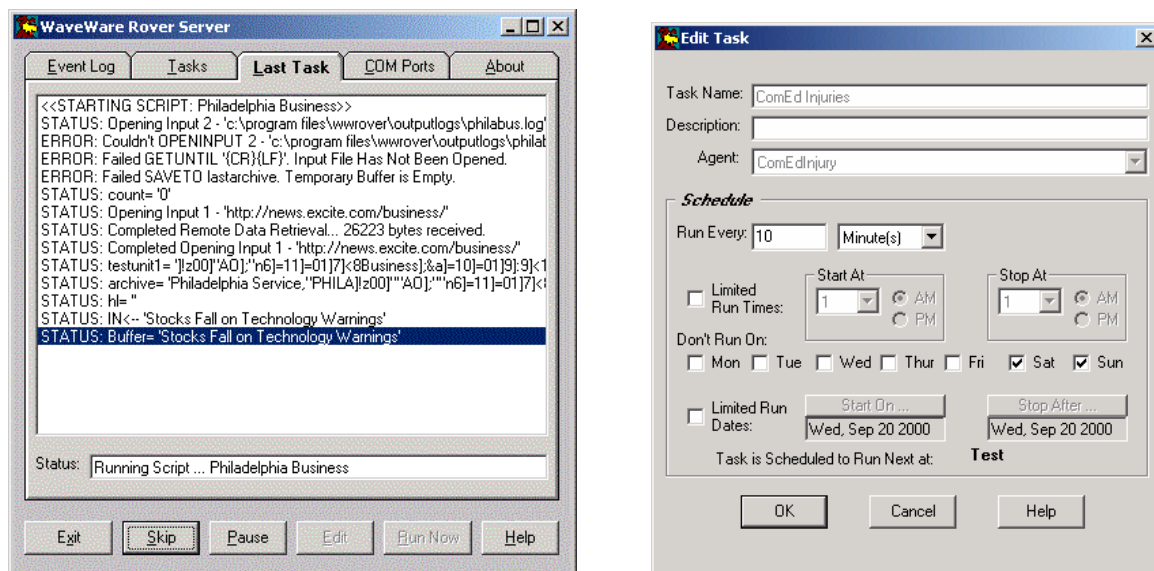 WaveWare Rover Server
Event Log Tasks Last Task COM Ports About
<<STARTING SCRIPT: Philadelphia Business>>
STATUS: Opening Input 2 - 'c:\program files\wwrover\outputlogs\philabus.log'
ERROR: Couldn't OPENINPUT 2 - 'c:\program files\wwrover\outputlogs\philab
ERROR: Failed GETUNTIL '{CR}{LF}'. Input File Has Not Been Opened.
ERROR: Failed SAVETO lastarchive. Temporary Buffer is Empty.
STATUS: count= '0'
STATUS: Opening Input 1 - 'http://news.excite.com/business/'
STATUS: Completed Remote Data Retrieval... 26223 bytes received.
STATUS: Completed Opening Input 1 - 'http://news.excite.com/business/'
STATUS: testunit1= ']!z00]"AO];"n6]=11]=01]7]<8Business];&a]=10]=01]9]:9]<1
STATUS: archive= 'Philadelphia Service,"PHILA]!z00]""AO];""n6]=11]=01]7]<8
STATUS: hl= ''
STATUS: IN<-- 'Stocks Fall on Technology Warnings'
STATUS: Buffer= 'Stocks Fall on Technology Warnings'
Status: Running Script ... Philadelphia Business
Exit Skip Pause Edit Run Now Help
Edit Task
Task Name: ComEd Injuries
Description:
Agent: ComEdInjury
Schedule
Run Every: 10 Minute(s)
Start At Stop At
Limited Run Times: 1 AM PM 1 AM PM
Don't Run On:
Mon Tue Wed Thur Fri Sat Sun
Limited Run Dates: Start On ... Stop After ...
Wed, Sep 20 2000 Wed, Sep 20 2000
Task is Scheduled to Run Next at: Test
OK Cancel Help